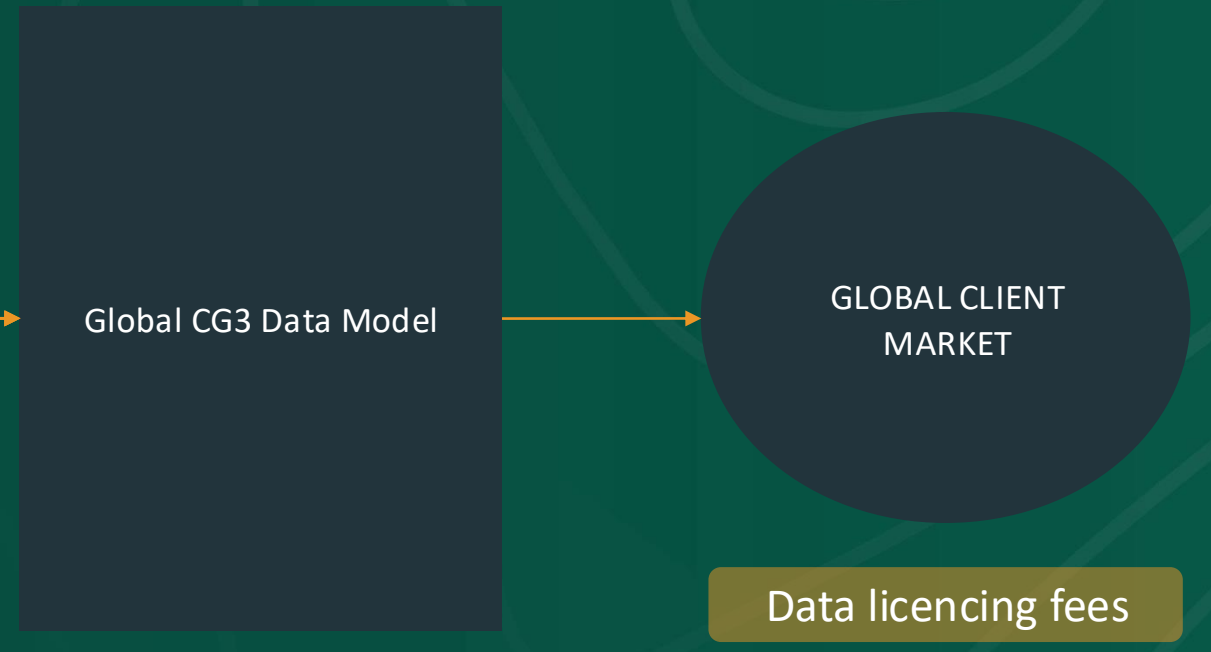 Global CG3 Data Model
GLOBAL CLIENT
MARKET
Data licencing fees